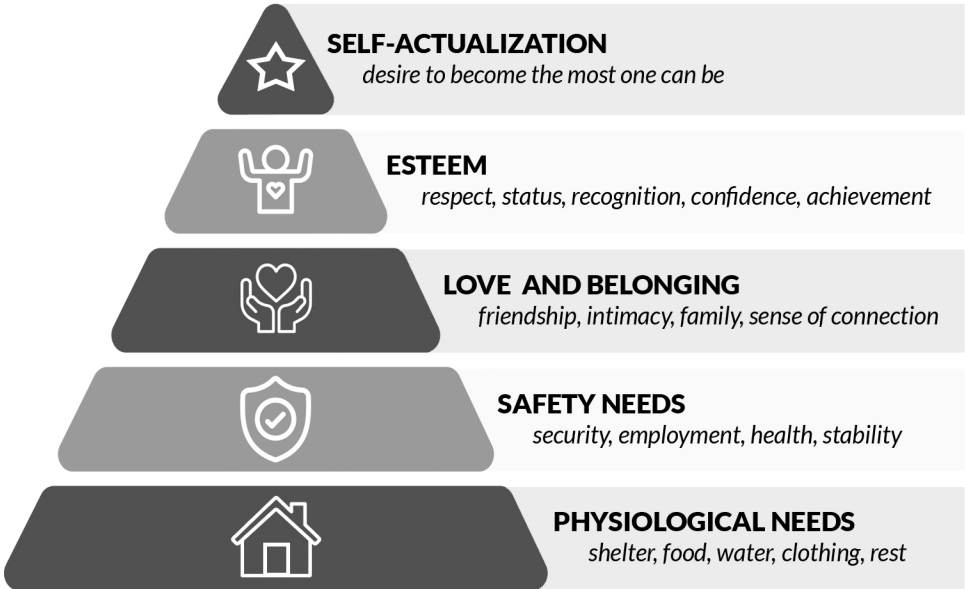 SELF-ACTUALIZATION
desire to become the most one can be
ESTEEM
respect, status, recognition, confidence, achievement
LOVE AND BELONGING
friendship, intimacy, family, sense of connection
SAFETY NEEDS
security, employment, health, stability
PHYSIOLOGICAL NEEDS
shelter, food, water, clothing, rest